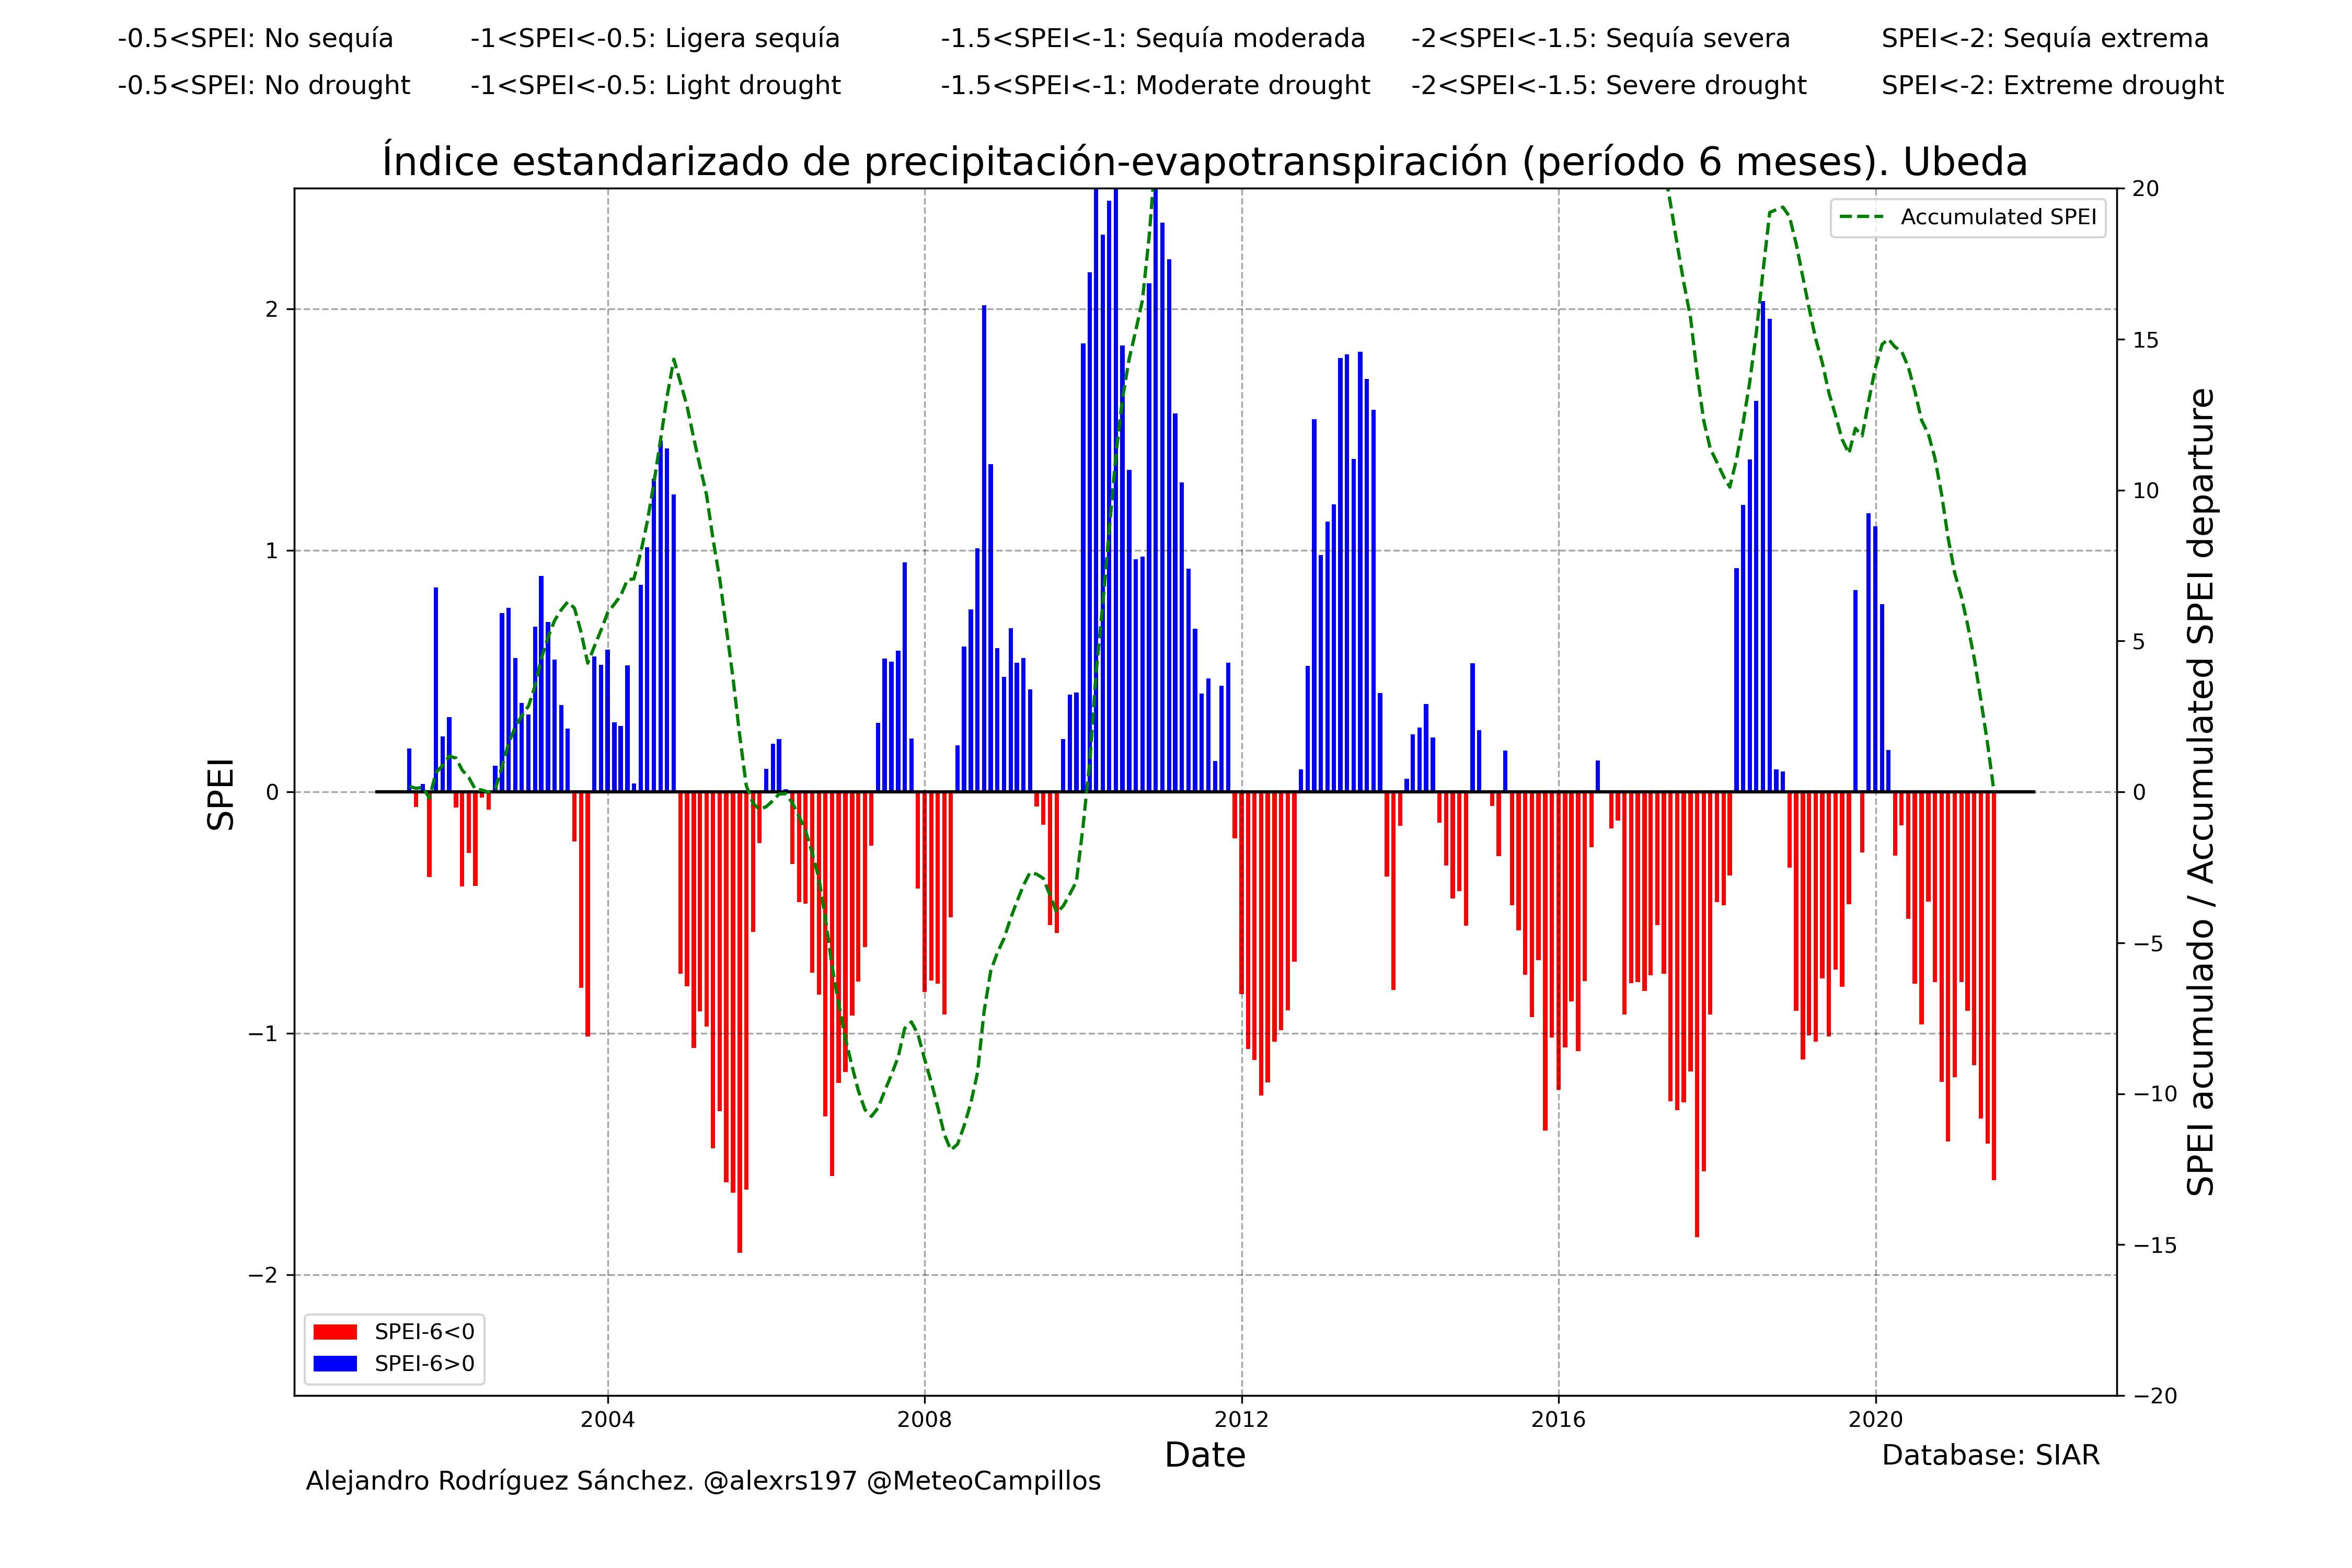 -0.5<SPEI: No sequía -1<SPEI<-0.5: Ligera sequía -1.5<SPEI<-1: Sequía moderada -2<SPEI<-1.5: Sequía severa SPEI<-2: Sequía extrema
-0.5<SPEI: No drought -1<SPEI<-0.5: Light drought -1.5<SPEI<-1: Moderate drought -2<SPEI<-1.5: Severe drought SPEI<-2: Extreme drought
Índice estandarizado de precipitación-evapotranspiración (período 6 meses). Ubeda
Accumulated SPEI
SPEI
2
1
0
−1
−2
20
15
10
5
0
−5
−10
−15
−20
SPEI acumulado / Accumulated SPEI departure
SPEI-6<0
SPEI-6>0
2004 2008 2012 2016 2020
Date
Database: SIAR
Alejandro Rodríguez Sánchez. @alexrs197 @MeteoCampillos